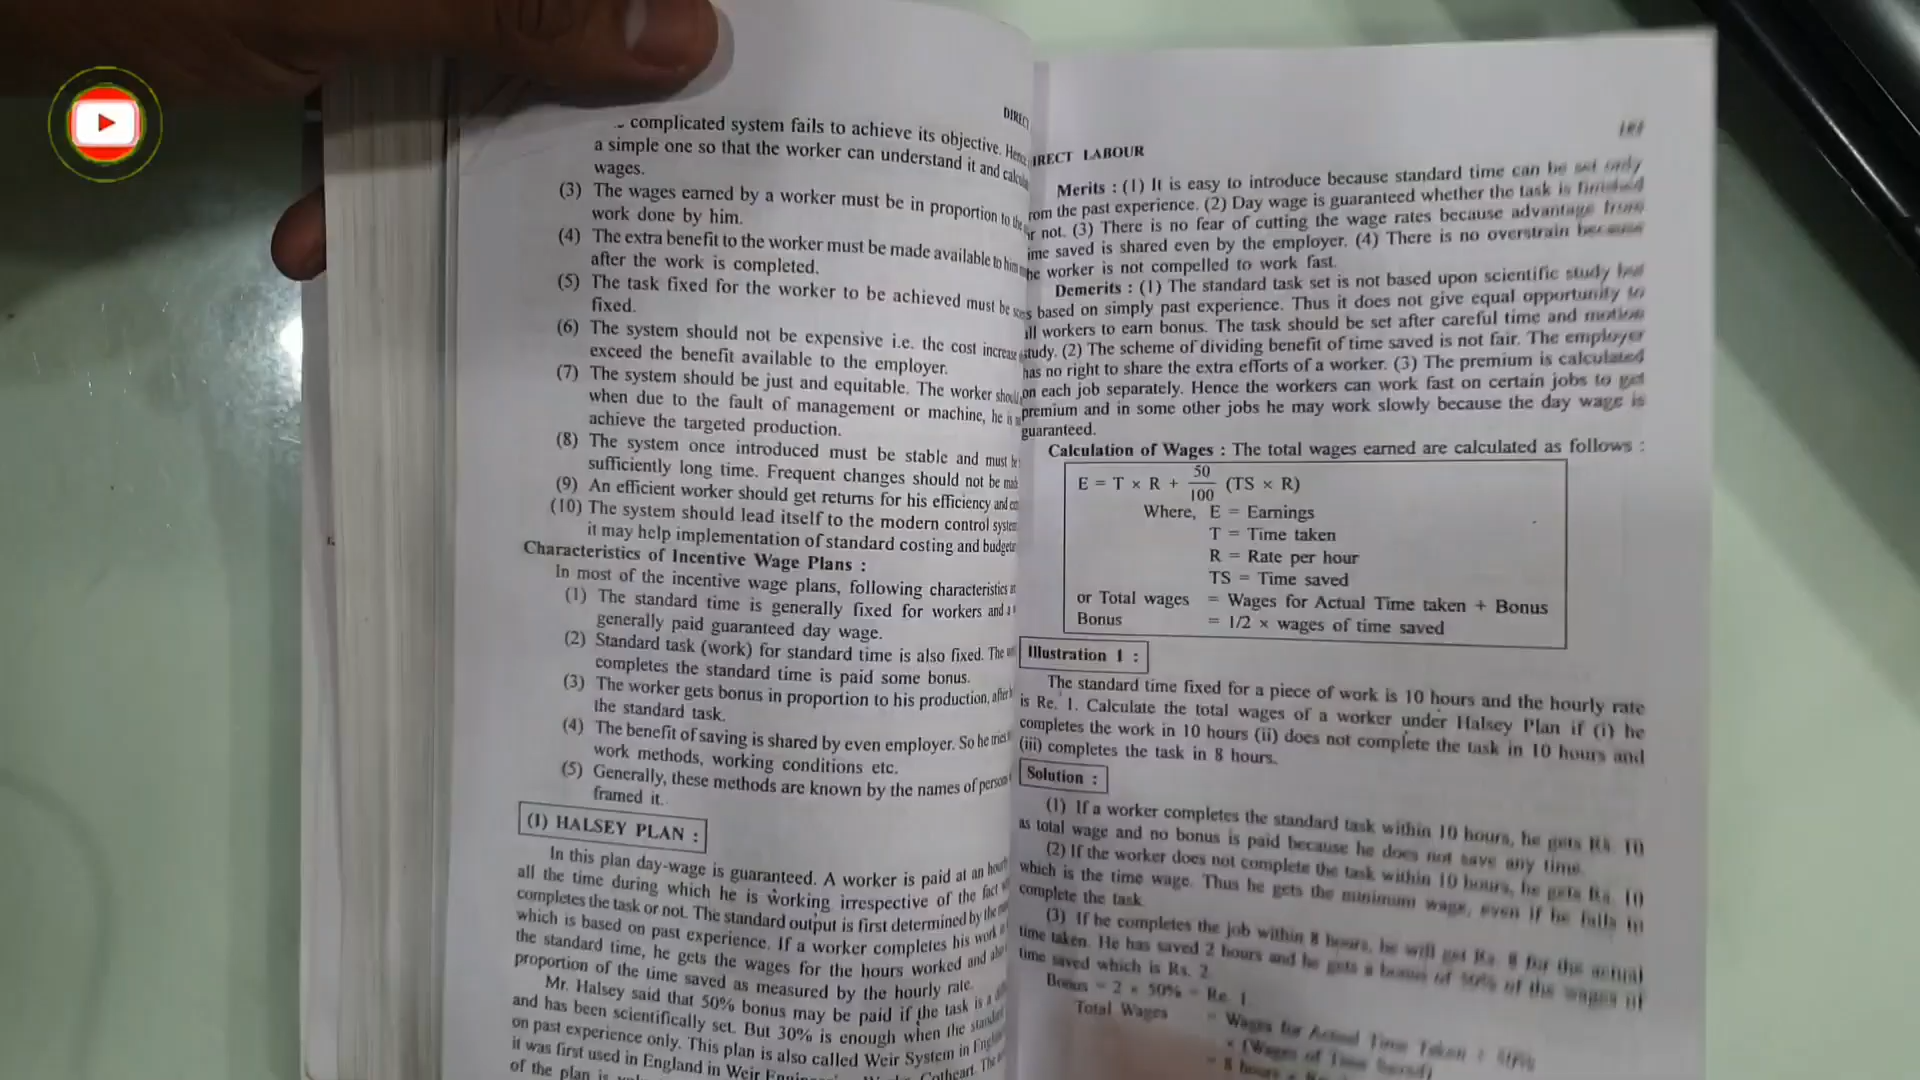 DIREC
complicated system fails to achieve its objective.
a simple one so that the worker can understand it and
wages.
(3) The wages earned by a worker must be in proportion to the
work done by him.
(4) The extra benefit to the worker must be made available to him
after the work is completed.
(5) The task fixed for the worker to be achieved must be
fixed.
(6) The system should not be expensive i.e. the cost increase
exceed the benefit available to the employer.
(7) The system should be just and equitable. The worker
when due to the fault of management or machine, he is
achieve the targeted production.
(8) The system once introduced must be stable and must
sufficiently long time. Frequent changes should not be
(9) An efficient worker should get returns for his efficiency and
(10) The system should lead itself to the modern control
it may help implementation of standard costing and
Characteristics of Incentive Wage Plans :
In most of the incentive wage plans, following characteristics
(1) The standard time is generally fixed for workers and
generally paid guaranteed day wage.
(2) Standard task (work) for standard time is also fixed. The
completes the standard time is paid some bonus.
(3) The worker gets bonus in proportion to his production,
the standard task.
(4) The benefit of saving is shared by even employer. So he tries
work methods, working conditions etc.
(5) Generally, these methods are known by the names of
framed it.
(I) HALSEY PLAN :
In this plan day-wage is guaranteed. A worker is paid at an
all the time during which he is working irrespective of the fact
completes the task or not. The standard output is first determined by the
which is based on past experience. If a worker completes his work
the standard time, he gets the wages for the hours worked and
proportion of the time saved as measured by the hourly rate.
Mr. Halsey said that 50% bonus may be paid if the task is
and has been scientifically set. But 30% is enough when the
on past experience only. This plan is also called Weir System in
it was first used in England in Weir
of the plan is
IRECT LABOUR
Merits : (1) It is easy to introduce because standard time can be set only
rom the past experience. (2) Day wage is guaranteed whether the task is finished
r not. (3) There is no fear of cutting the wage rates because advantage from
ime saved is shared even by the employer. (4) There is no overstrain because
he worker is not compelled to work fast.
Demerits : (1) The standard task set is not based upon scientific study but
s based on simply past experience. Thus it does not give equal opportunity to
ll workers to earn bonus. The task should be set after careful time and motion
study. (2) The scheme of dividing benefit of time saved is not fair. The employer
has no right to share the extra efforts of a worker. (3) The premium is calculated
on each job separately. Hence the workers can work fast on certain jobs to get
premium and in some other jobs he may work slowly because the day wage is
guaranteed.
Calculation of Wages : The total wages earned are calculated as follows :
E = T × R + 50/100 (TS × R)
Where, E = Earnings
T = Time taken
R = Rate per hour
TS = Time saved
or Total wages = Wages for Actual Time taken + Bonus
Bonus = 1/2 × wages of time saved
Illustration 1 :
The standard time fixed for a piece of work is 10 hours and the hourly rate
is Re. 1. Calculate the total wages of a worker under Halsey Plan if (i) he
completes the work in 10 hours (ii) does not complete the task in 10 hours and
(iii) completes the task in 8 hours.
Solution :
(1) If a worker completes the standard task within 10 hours, he gets Rs. 10
as total wage and no bonus is paid because he does not save any time.
(2) If the worker does not complete the task within 10 hours, he gets Rs. 10
which is the time wage. Thus he gets the minimum wage, even if he fails to
complete the task.
(3) If he completes the job within 8 hours, he will get Rs. 8 for the actual
time taken. He has saved 2 hours and he gets a bonus of 50% of the wages of
time saved which is Rs. 2
Bonus = 2 × 50% = Re. 1
Total Wages = Wages for Actual Time Taken + 50%
(Wages of Time Saved)
= 8 hours ×